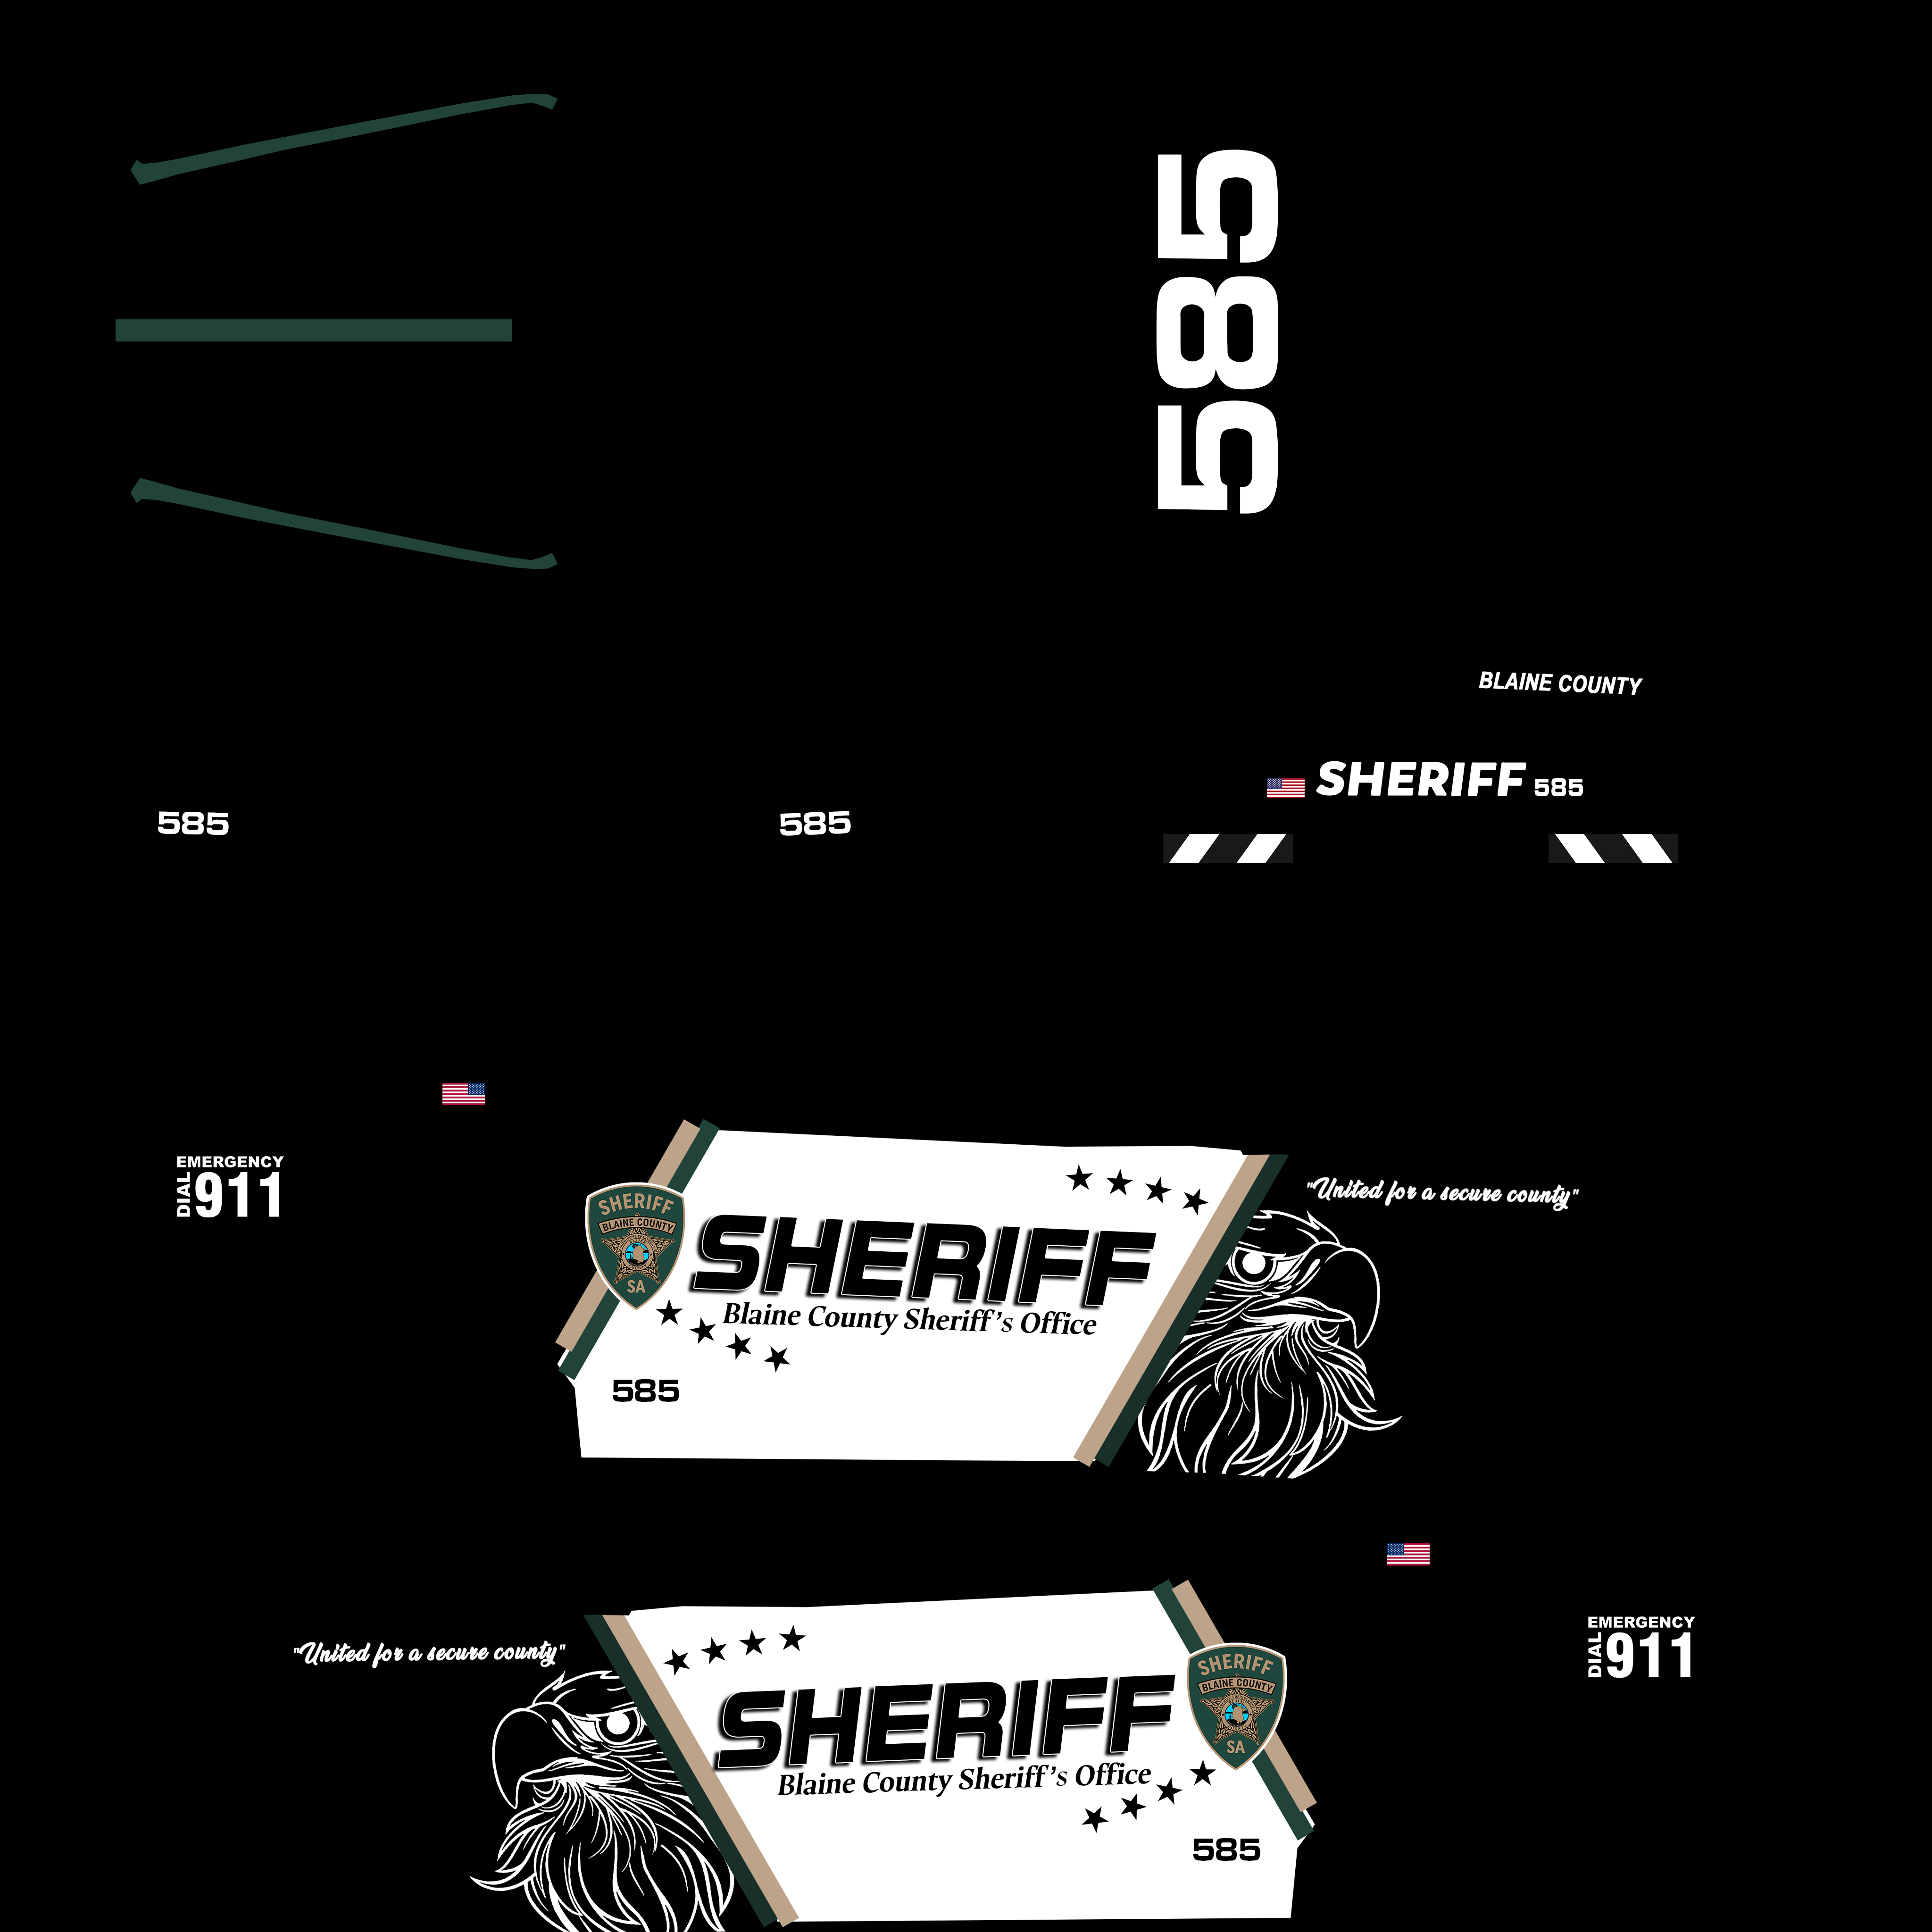 585
BLAINE COUNTY
SHERIFF 585
585
585
EMERGENCY
DIAL
911
SHERIFF
BLAINE COUNTY
SA
SHERIFF
Blaine County Sheriff's Office
585
"United for a secure county"
"United for a secure county"
SHERIFF
Blaine County Sheriff's Office
SHERIFF
BLAINE COUNTY
SA
585
EMERGENCY
DIAL
911